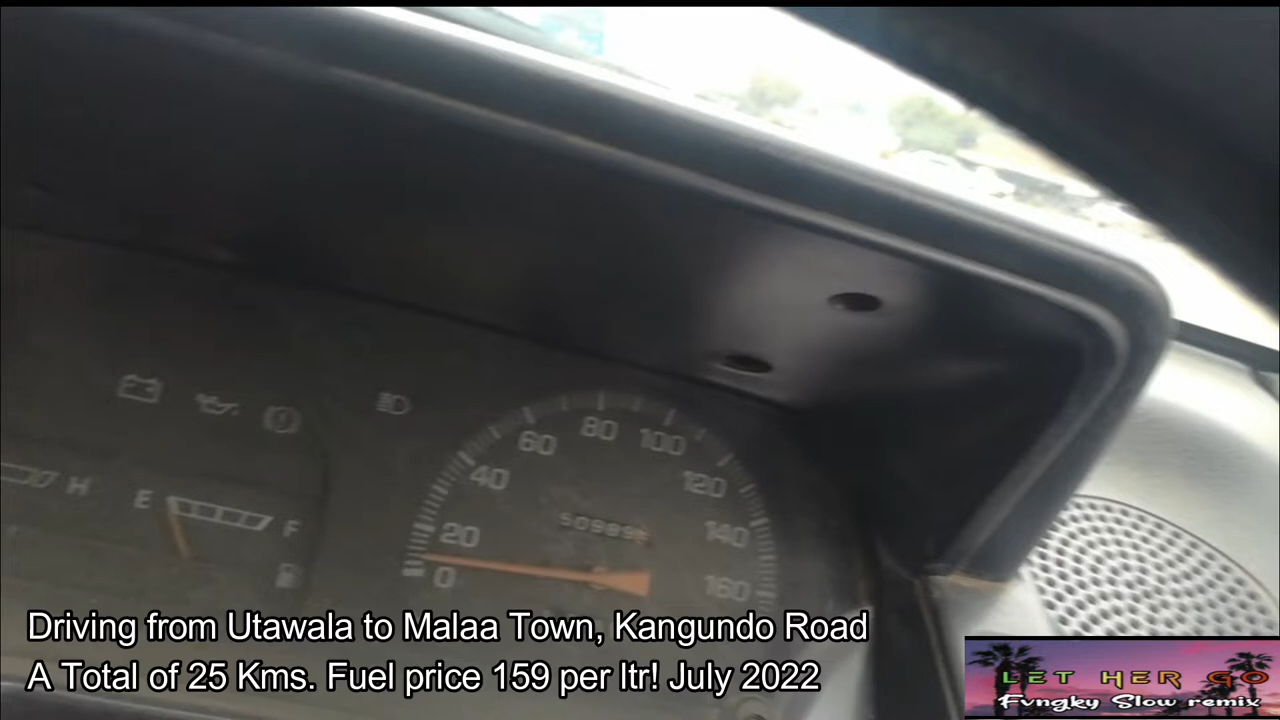 80
60
100
40
120
H
E
F
20
140
0
160
Driving from Utawala to Malaa Town, Kangundo Road
A Total of 25 Kms. Fuel price 159 per ltr! July 2022
LET HER GO
Fvngky Slow remix